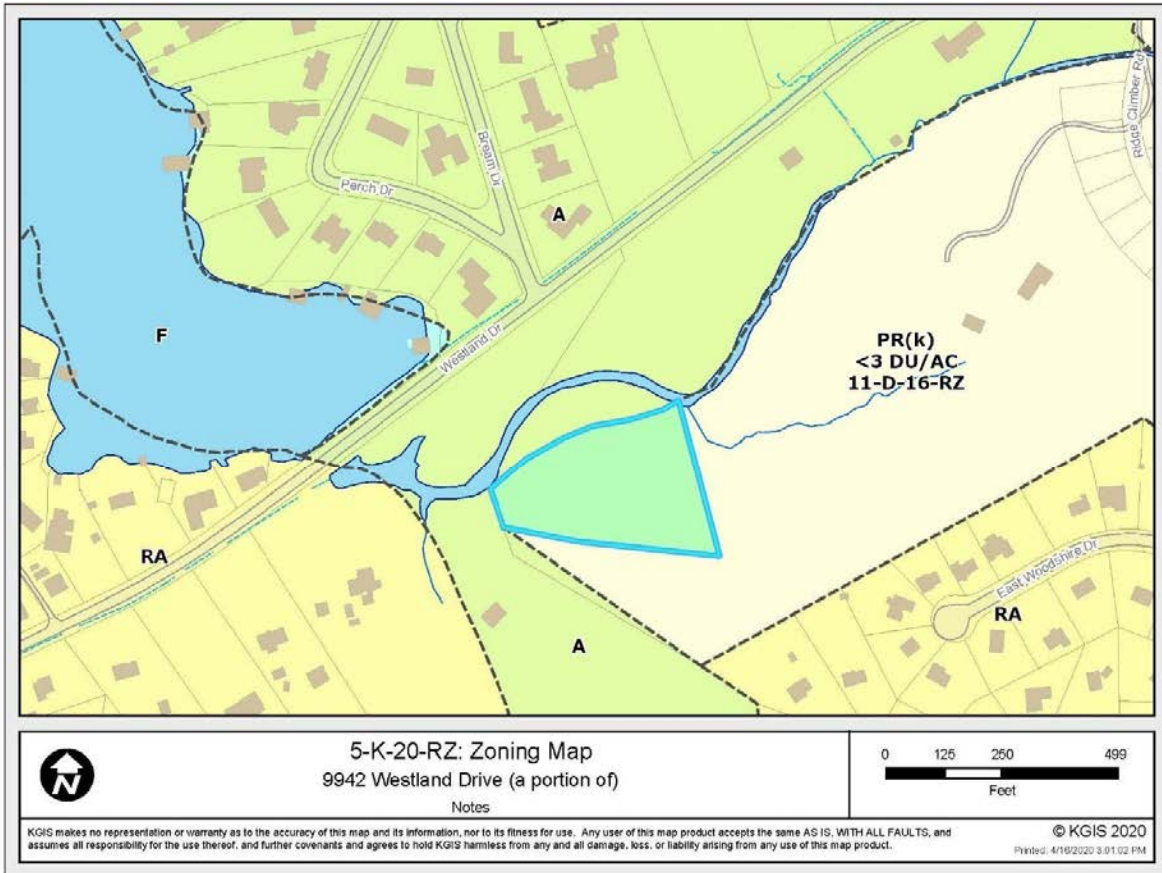 Ridge Climber Rd
Bream Dr
Perch Dr
A
F
Westland Dr
PR(k)
<3 DU/AC
11-D-16-RZ
RA
East Woodshire Dr
RA
A
N
5-K-20-RZ: Zoning Map
9942 Westland Drive (a portion of)
Notes
0 125 250 499
Feet
KGIS makes no representation or warranty as to the accuracy of this map and its information, nor to its fitness for use. Any user of this map product accepts the same AS IS, WITH ALL FAULTS, and
assumes all responsibility for the use thereof, and further covenants and agrees to hold KGIS harmless from any and all damage, loss, or liability arising from any use of this map product.
© KGIS 2020
Printed: 4/16/2020 3:01:02 PM